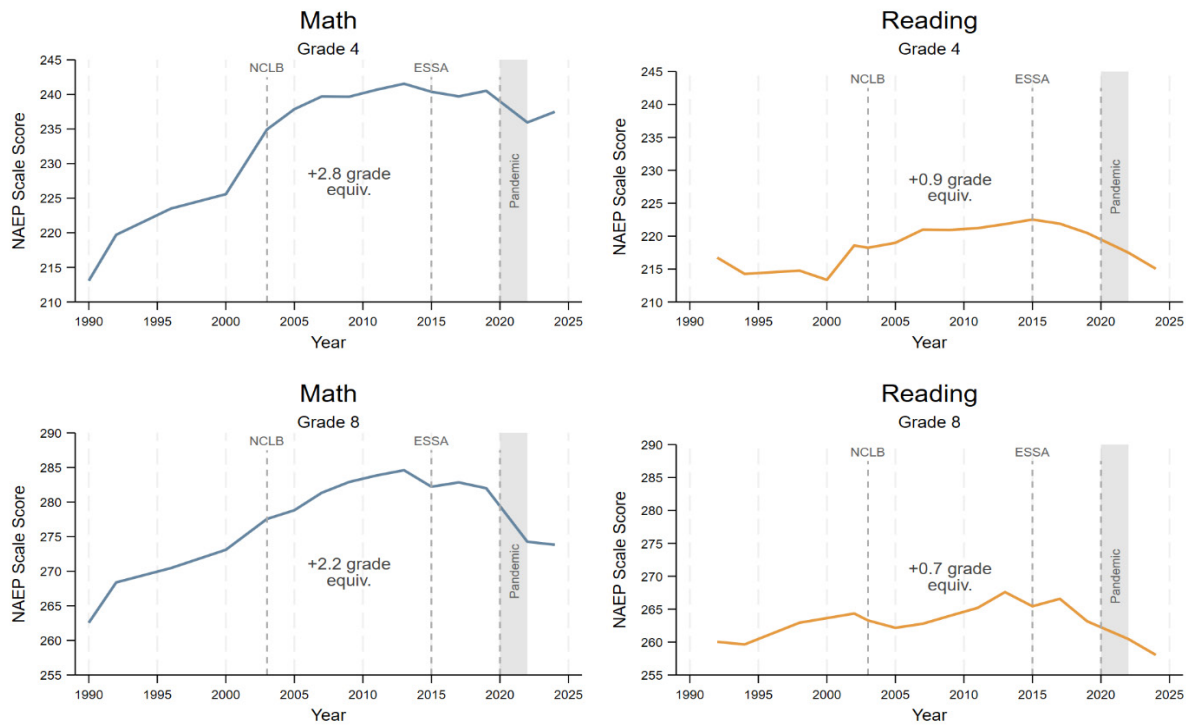 Math
Grade 4
NAEP Scale Score
245
240
235
230
225
220
215
210
NCLB
ESSA
Pandemic
+2.8 grade
equiv.
1990 1995 2000 2005 2010 2015 2020 2025
Year
Reading
Grade 4
NAEP Scale Score
245
240
235
230
225
220
215
210
NCLB
ESSA
Pandemic
+0.9 grade
equiv.
1990 1995 2000 2005 2010 2015 2020 2025
Year
Math
Grade 8
NAEP Scale Score
290
285
280
275
270
265
260
255
NCLB
ESSA
Pandemic
+2.2 grade
equiv.
1990 1995 2000 2005 2010 2015 2020 2025
Year
Reading
Grade 8
NAEP Scale Score
290
285
280
275
270
265
260
255
NCLB
ESSA
Pandemic
+0.7 grade
equiv.
1990 1995 2000 2005 2010 2015 2020 2025
Year